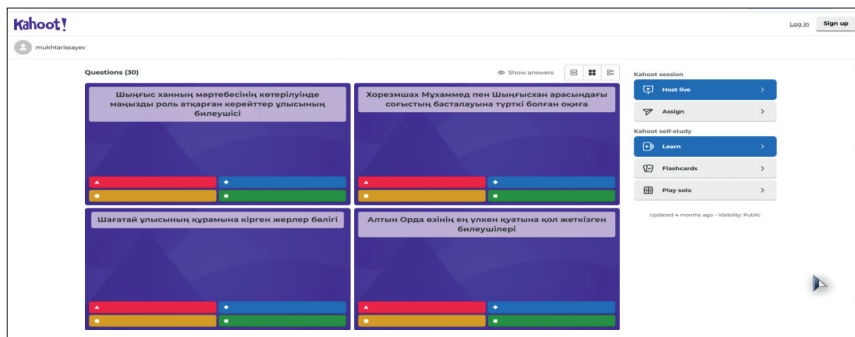 Kahoot!
Log in
Sign up
mukhtarissayev
Questions (30)
Show answers
Шыңғыс ханның мәртебесінің көтерілуінде
маңызды роль атқарған керейттер ұлысының
билеушісі
Хорезмшах Мұхаммед пен Шыңғысхан арасындағы
соғыстың басталауына түрткі болған оқиға
Шағатай ұлысының құрамына кірген жерлер бөлігі
Алтын Орда өзінің ең үлкен қуатына қол жеткізген
билеушілері
Kahoot session
Host live
Assign
Kahoot self-study
Learn
Flashcards
Play solo
Updated 4 months ago - Visibility: Public